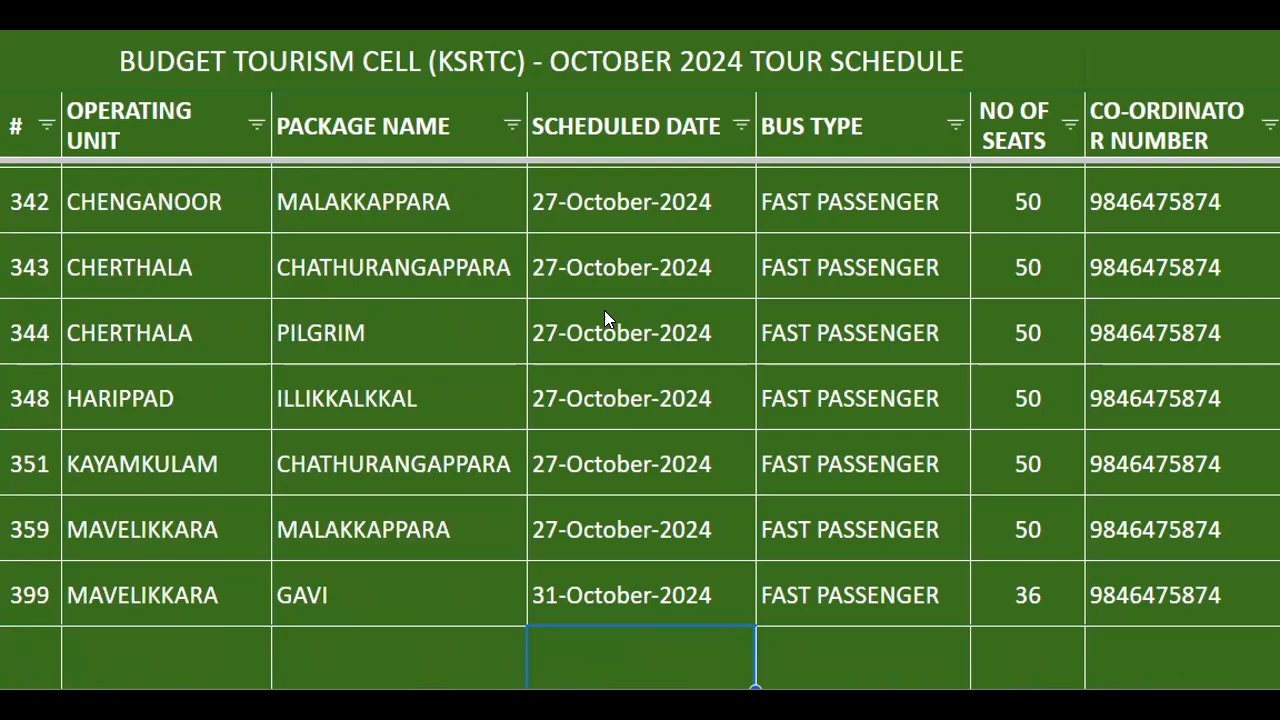 BUDGET TOURISM CELL (KSRTC) - OCTOBER 2024 TOUR SCHEDULE
# OPERATING UNIT PACKAGE NAME SCHEDULED DATE BUS TYPE NO OF SEATS CO-ORDINATOR NUMBER
342 CHENGANOOR MALAKKAPPARA 27-October-2024 FAST PASSENGER 50 9846475874
343 CHERTHALA CHATHURANGAPPARA 27-October-2024 FAST PASSENGER 50 9846475874
344 CHERTHALA PILGRIM 27-October-2024 FAST PASSENGER 50 9846475874
348 HARIPPAD ILLIKKALKKAL 27-October-2024 FAST PASSENGER 50 9846475874
351 KAYAMKULAM CHATHURANGAPPARA 27-October-2024 FAST PASSENGER 50 9846475874
359 MAVELIKKARA MALAKKAPPARA 27-October-2024 FAST PASSENGER 50 9846475874
399 MAVELIKKARA GAVI 31-October-2024 FAST PASSENGER 36 9846475874